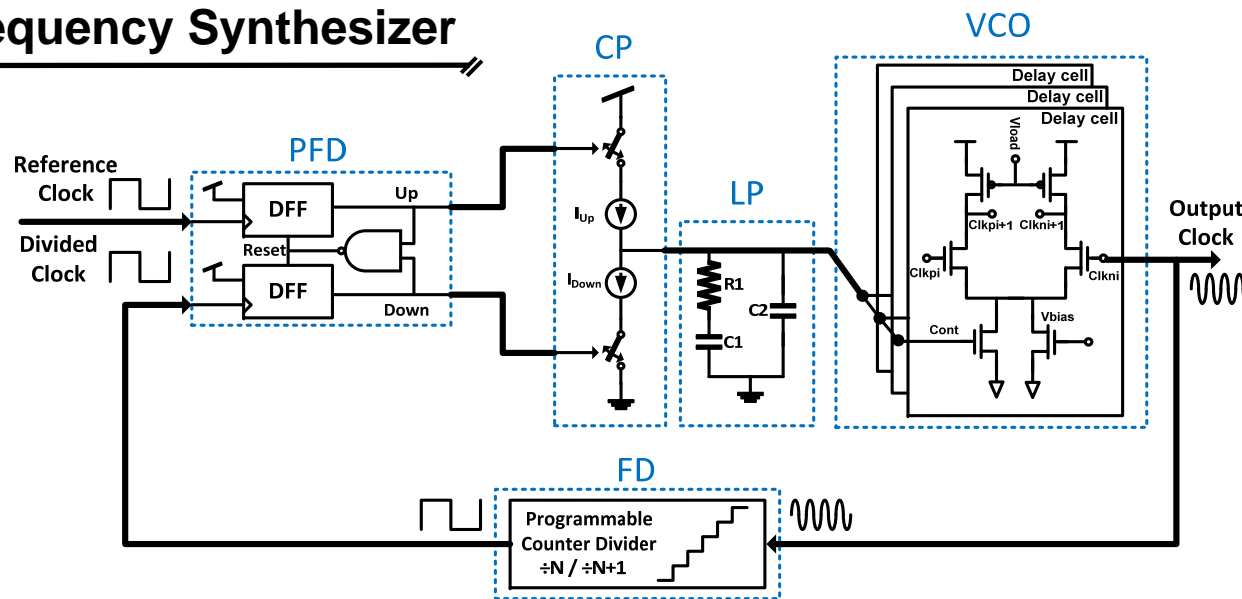 equency Synthesizer
CP
VCO
PFD
LP
FD
Reference
Clock
Divided
Clock
DFF
DFF
Up
Reset
Down
IUp
IDown
R1
C1
C2
Delay cell
Delay cell
Delay cell
Vload
Clkpi+1
Clkni+1
Clkpi
Clkni
Cont
Vbias
Output
Clock
Programmable
Counter Divider
÷N / ÷N+1